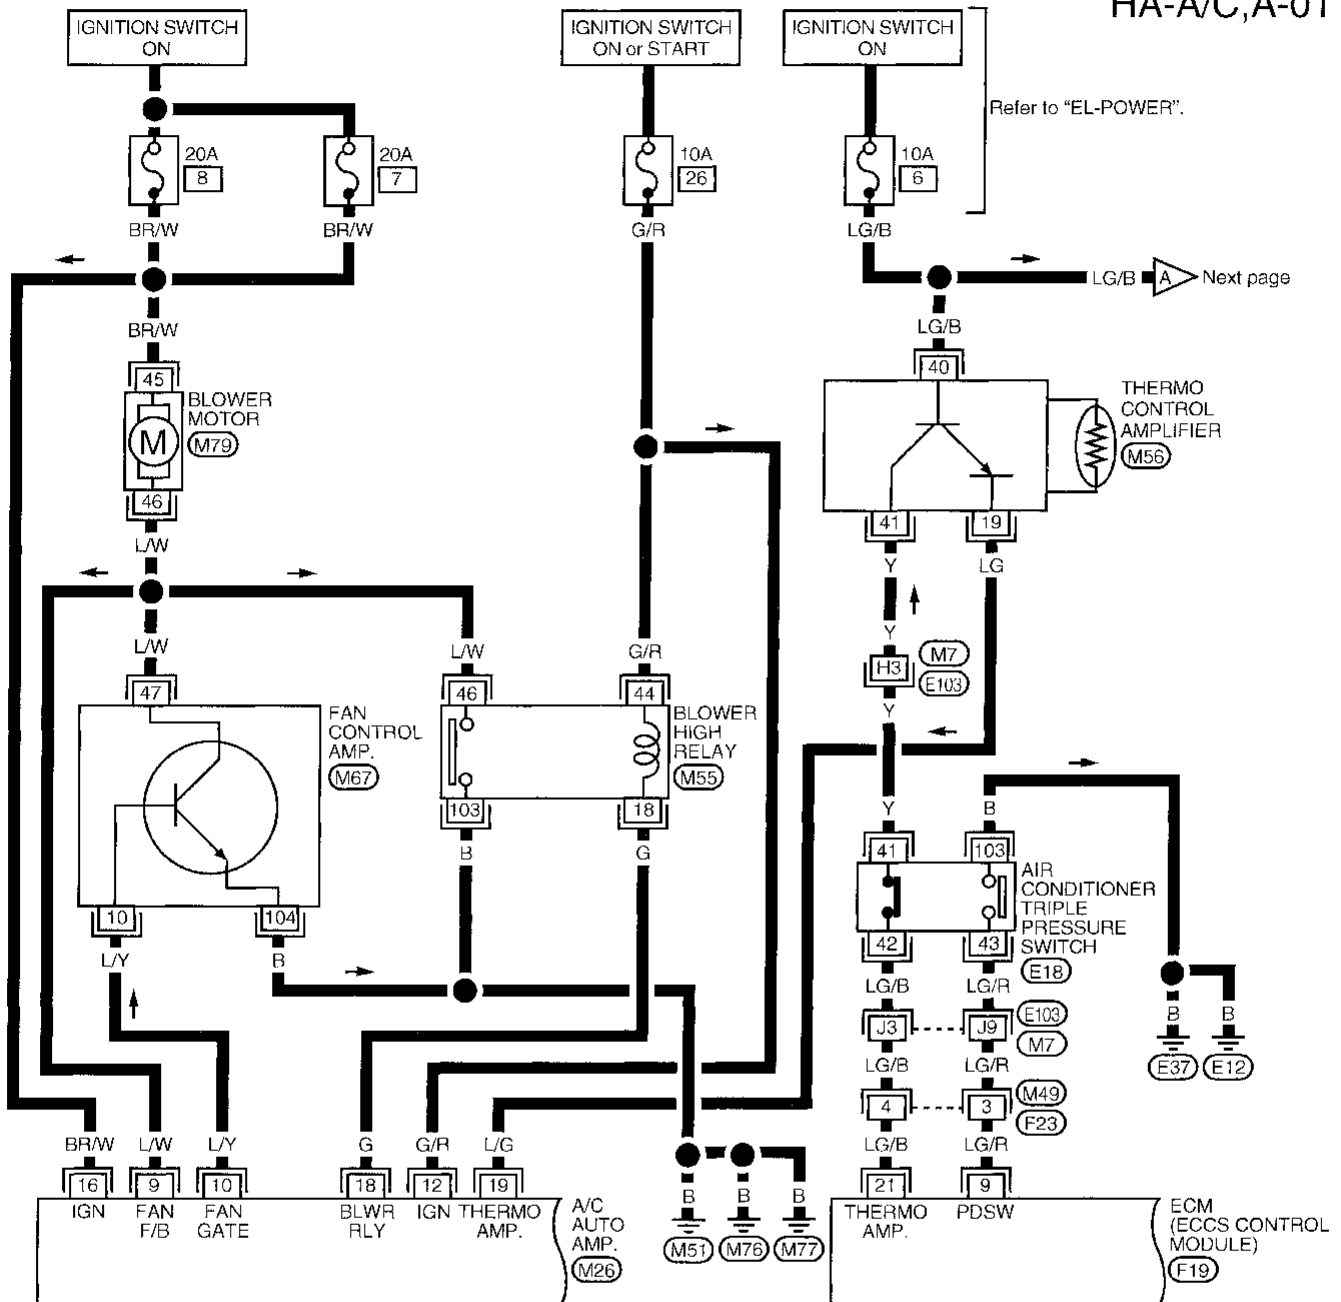 HA-A/C,A-01
IGNITION SWITCH
ON
IGNITION SWITCH
ON or START
IGNITION SWITCH
ON
Refer to "EL-POWER".
20A
8
20A
7
10A
26
10A
6
BR/W
BR/W
G/R
LG/B
LG/B
A
Next page
BR/W
LG/B
45
40
BLOWER
MOTOR
M79
M
46
THERMO
CONTROL
AMPLIFIER
M56
41
19
L/W
Y
LG
L/W
L/W
G/R
Y
H3
M7
E103
Y
47
46
44
FAN
CONTROL
AMP.
M67
BLOWER
HIGH
RELAY
M55
103
18
B
G
Y
B
41
103
AIR
CONDITIONER
TRIPLE
PRESSURE
SWITCH
E18
42
43
10
104
L/Y
B
LG/B
LG/R
J3
J9
E103
M7
B
B
E37
E12
LG/B
LG/R
4
3
M49
F23
BR/W
L/W
L/Y
G
G/R
L/G
LG/B
LG/R
16
9
10
18
12
19
21
9
IGN
FAN
F/B
FAN
GATE
BLWR
RLY
IGN
THERMO
AMP.
A/C
AUTO
AMP.
M26
B
B
B
M51
M76
M77
THERMO
AMP.
PDSW
ECM
(ECCS CONTROL
MODULE)
F19